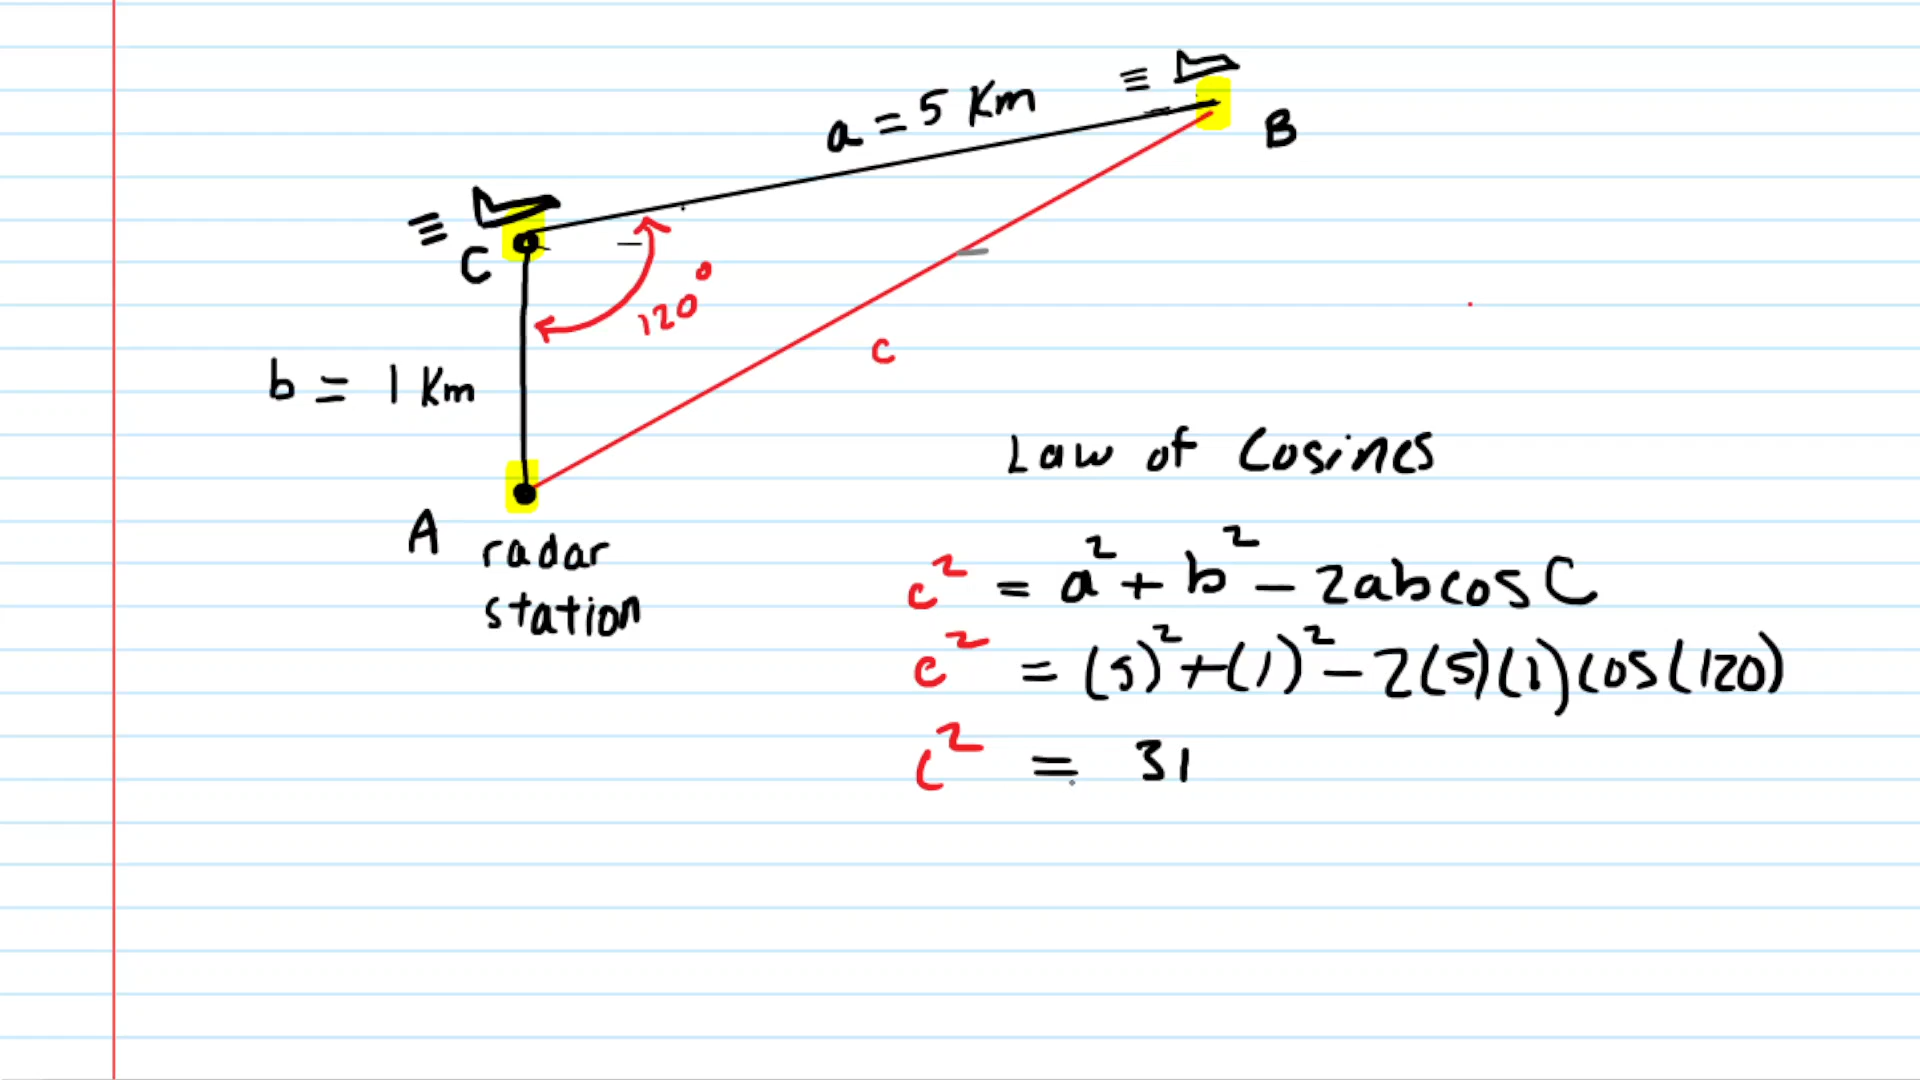 a = 5 Km
B
C
120°
b = 1 Km
c
Law of Cosines
A radar
station
c² = a² + b² - 2abcosC
c² = (5)² + (1)² - 2(5)(1)cos(120)
c² = 31